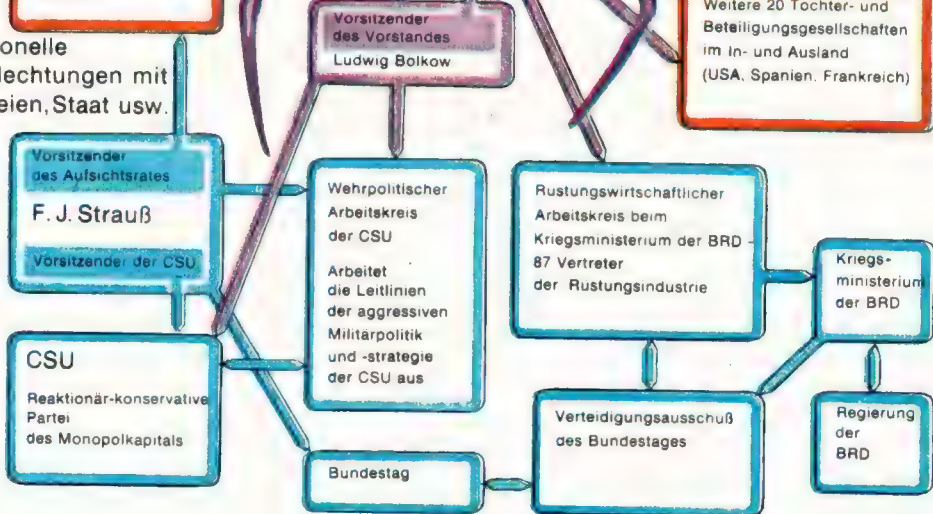 Weitere 20 Tochter- und
Beteiligungsgesellschaften
im In- und Ausland
(USA, Spanien, Frankreich)
Vorsitzender
des Vorstandes
Ludwig Bolkow
onelle
lechtungen mit
eien, Staat usw.
Vorsitzender
des Aufsichtsrates
F. J. Strauß
Vorsitzender der CSU
Wehrpolitischer
Arbeitskreis
der CSU
Arbeitet
die Leitlinien
der aggressiven
Militärpolitik
und -strategie
der CSU aus
Rustungswirtschaftlicher
Arbeitskreis beim
Kriegsministerium der BRD -
87 Vertreter
der Rustungsindustrie
Kriegs-
ministerium
der BRD
CSU
Reaktionär-konservative
Partei
des Monopolkapitals
Bundestag
Verteidigungsausschuß
des Bundestages
Regierung
der
BRD